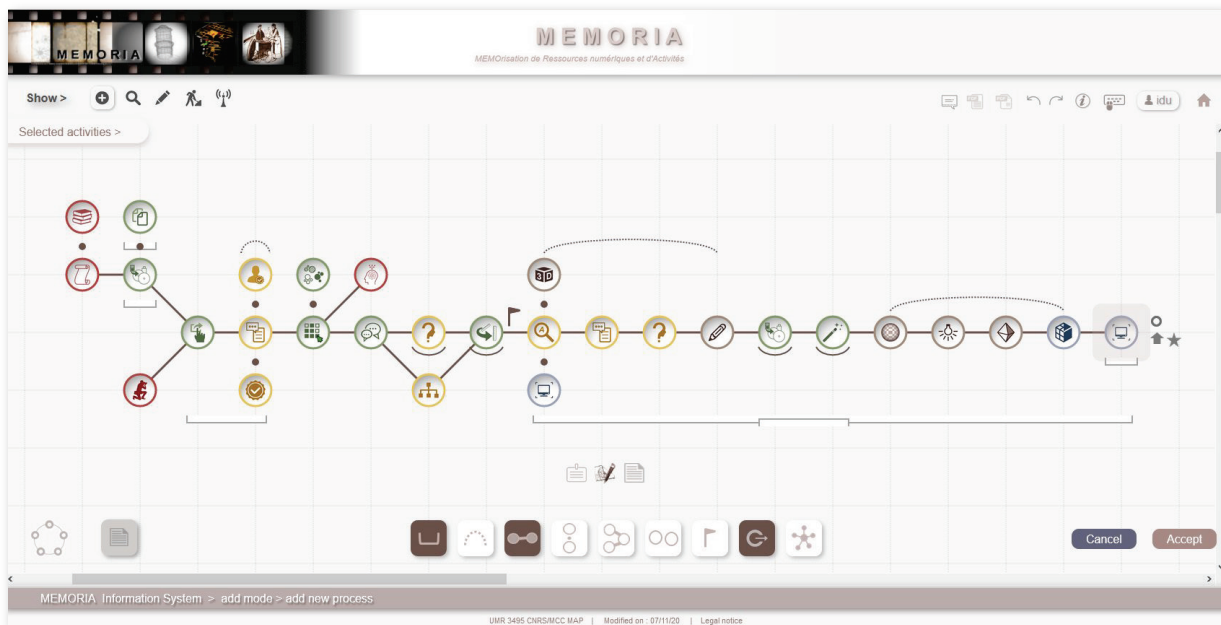 MEMORIA
MEMORIA
MEMOrisation de Ressources numériques et d'Activités
Show >
idu
Selected activities >
3D
A
Cancel
Accept
MEMORIA Information System > add mode > add new process
UMR 3495 CNRS/MCC MAP | Modified on : 07/11/20 | Legal notice